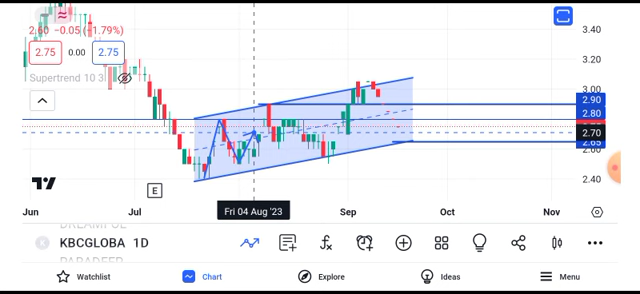 2.60 −0.05 (−1.79%)
2.75 0.00 2.75
Supertrend 10 3
3.40
3.20
3.00
2.90
2.80
2.70
2.65
2.60
2.40
E
Jun Jul Fri 04 Aug '23 Sep Oct Nov
KBCGLOBA 1D
Watchlist Chart Explore Ideas Menu